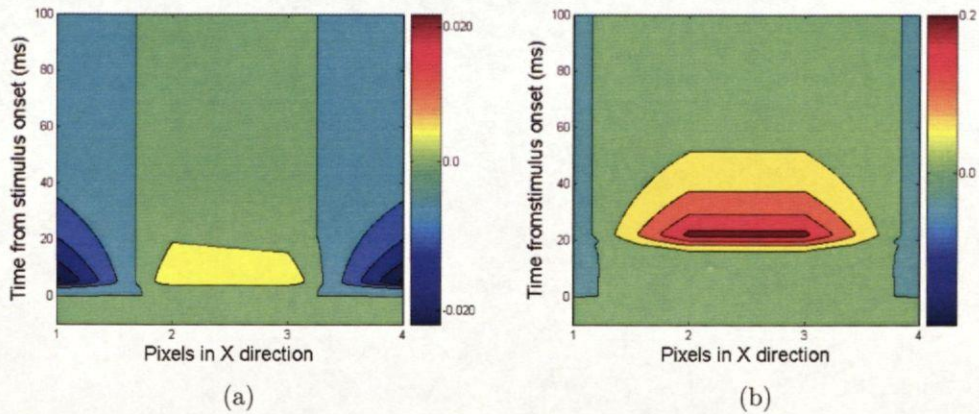 100
80
60
40
20
0
Time from stimulus onset (ms)
1 2 3 4
Pixels in X direction
0.020
0.0
-0.020
(a)
100
80
60
40
20
0
Time fromstimulus onset (ms)
1 2 3 4
Pixels in X direction
0.2
0.0
(b)